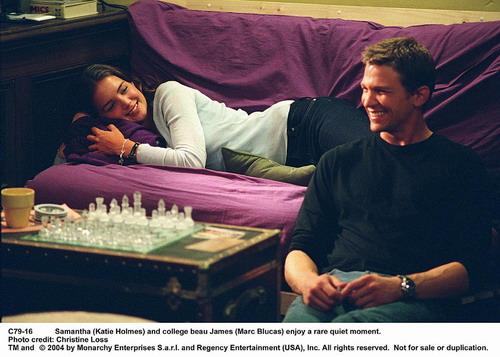 MICS
C79-16 Samantha (Katie Holmes) and college beau James (Marc Blucas) enjoy a rare quiet moment.
Photo credit: Christine Loss
TM and © 2004 by Monarchy Enterprises S.a.r.l. and Regency Entertainment (USA), Inc. All rights reserved. Not for sale or duplication.